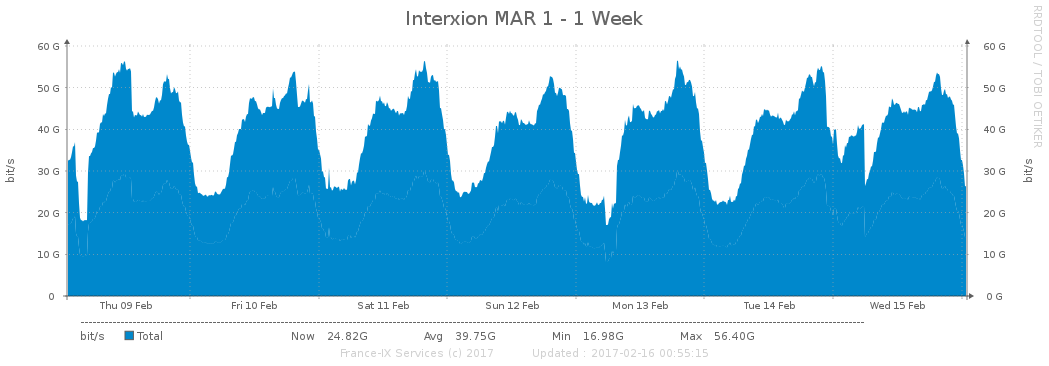 Interxion MAR 1 - 1 Week
RRDTOOL / TOBI OETIKER
60 G 60 G
50 G 50 G
40 G 40 G
30 G 30 G
20 G 20 G
10 G 10 G
0 0 G
bit/s bit/s
Thu 09 Feb Fri 10 Feb Sat 11 Feb Sun 12 Feb Mon 13 Feb Tue 14 Feb Wed 15 Feb
bit/s Total Now 24.82G Avg 39.75G Min 16.98G Max 56.40G
France-IX Services (c) 2017 Updated : 2017-02-16 00:55:15